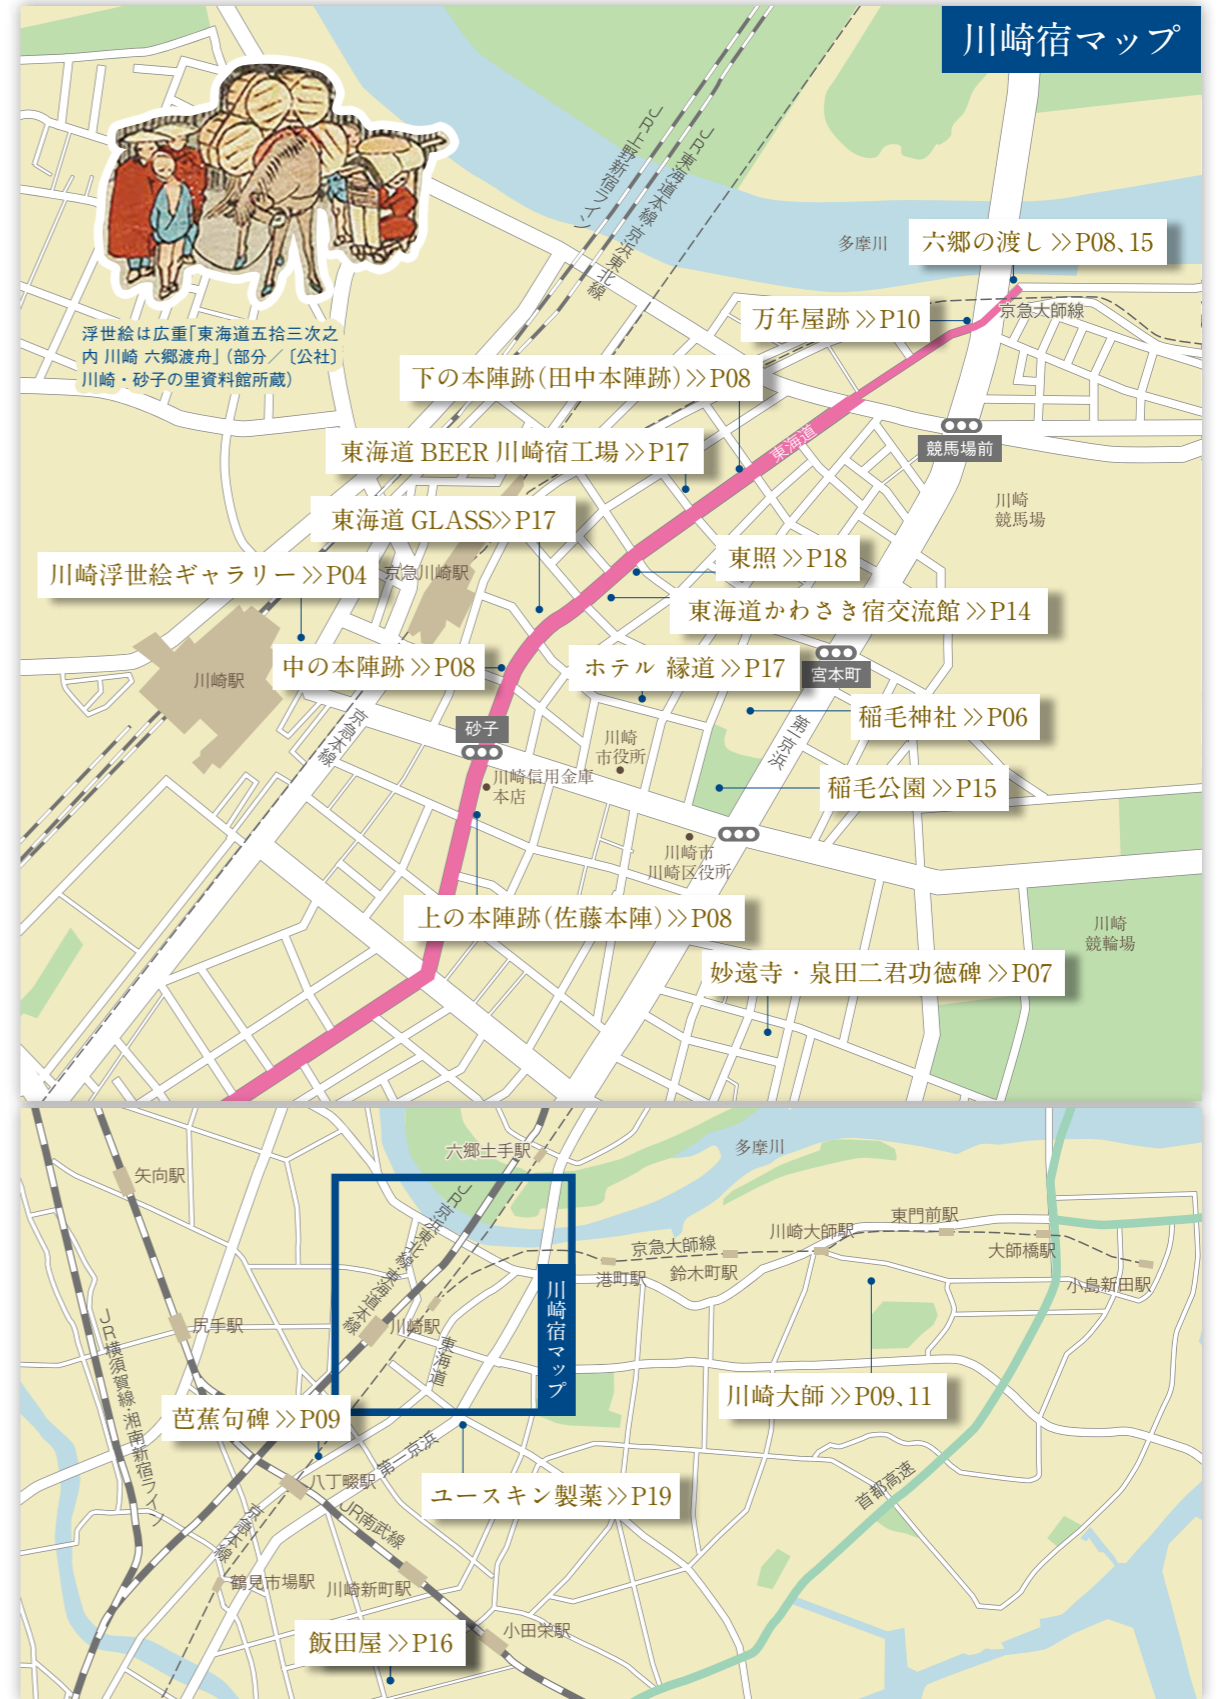 川崎宿マップ
JR上野新宿ライン
JR東海道本線・京浜東北線
多摩川
六郷の渡し≫P08、15
京急大師線
万年屋跡≫P10
浮世絵は広重「東海道五拾三次之
内 川崎 六郷渡舟」（部分／〔公社〕
川崎・砂子の里資料館所蔵）
下の本陣跡（田中本陣跡）≫P08
東海道
競馬場前
東海道 BEER 川崎宿工場≫P17
川崎
競馬場
東海道 GLASS≫P17
東照≫P18
川崎浮世絵ギャラリー≫P04
京急川崎駅
東海道かわさき宿交流館≫P14
中の本陣跡≫P08
ホテル 縁道≫P17
宮本町
川崎駅
京急本線
砂子
稲毛神社≫P06
第一京浜
川崎
市役所
川崎信用金庫
本店
稲毛公園≫P15
川崎市
川崎区役所
上の本陣跡（佐藤本陣）≫P08
川崎
競輪場
妙遠寺・泉田二君功徳碑≫P07
六郷土手駅
多摩川
矢向駅
JR京浜東北線・東海道本線
東門前駅
川崎大師駅
京急大師線
大師橋駅
港町駅
鈴木町駅
小島新田駅
川崎宿マップ
尻手駅
川崎駅
東海道
JR横須賀線・湘南新宿ライン
川崎大師≫P09、11
芭蕉句碑≫P09
第一京浜
八丁畷駅
ユースキン製薬≫P19
首都高速
京急本線
JR南武線
鶴見市場駅
川崎新町駅
小田栄駅
飯田屋≫P16